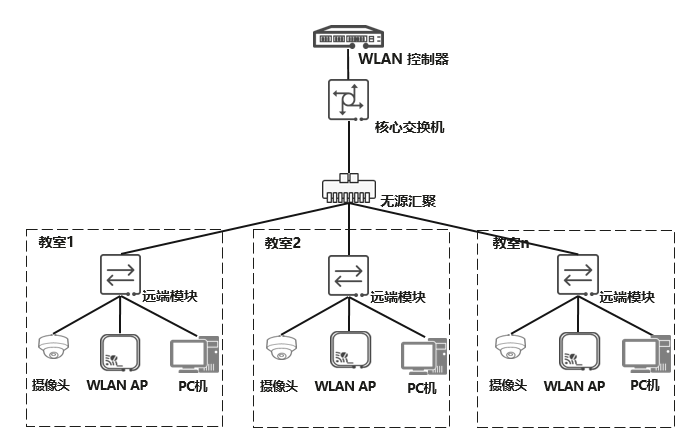 WLAN 控制器
核心交换机
无源汇聚
教室1
教室2
教室n
远端模块
远端模块
远端模块
摄像头
WLAN AP
PC机
摄像头
WLAN AP
PC机
摄像头
WLAN AP
PC机